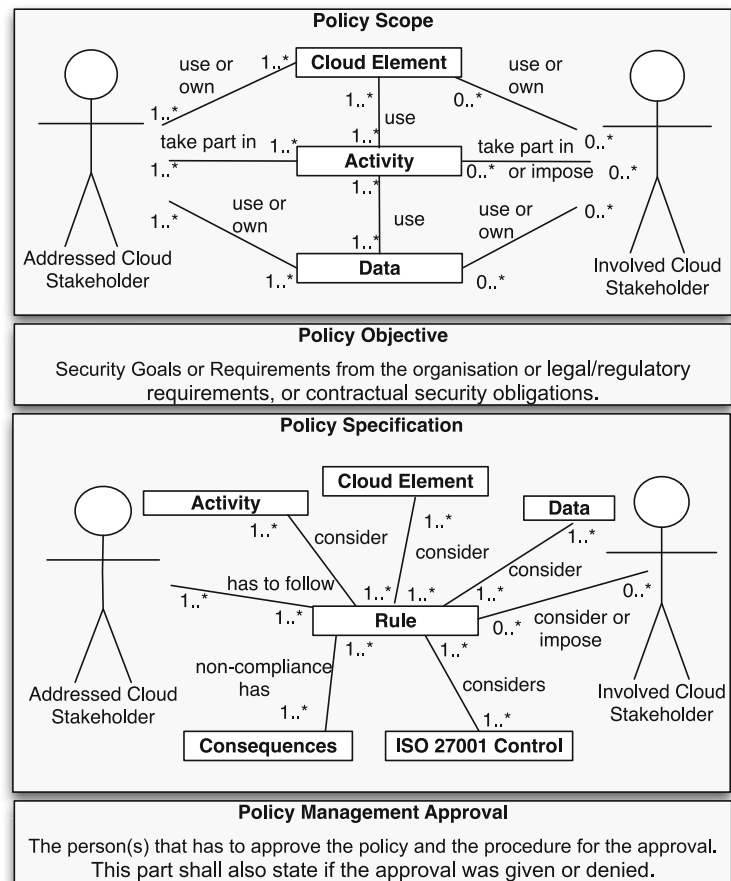 Policy Scope
Cloud Element
use or
own
1..*
1..*
1..*
use
1..*
0..*
use or
own
0..*
take part in
1..*
1..*
Activity
1..*
0..*
take part in
or impose
0..*
1..*
use or
own
1..*
use
1..*
Data
use or
own
0..*
0..*
Addressed Cloud
Stakeholder
Involved Cloud
Stakeholder
Policy Objective
Security Goals or Requirements from the organisation or legal/regulatory
requirements, or contractual security obligations.
Policy Specification
Activity
Cloud Element
Data
1..*
consider
1..*
1..*
consider
1..*
1..*
consider
1..*
has to follow
1..*
1..*
Rule
0..*
consider or
impose
0..*
1..*
non-compliance
has
1..*
1..*
considers
1..*
Addressed Cloud
Stakeholder
Involved Cloud
Stakeholder
Consequences
ISO 27001 Control
Policy Management Approval
The person(s) that has to approve the policy and the procedure for the approval.
This part shall also state if the approval was given or denied.